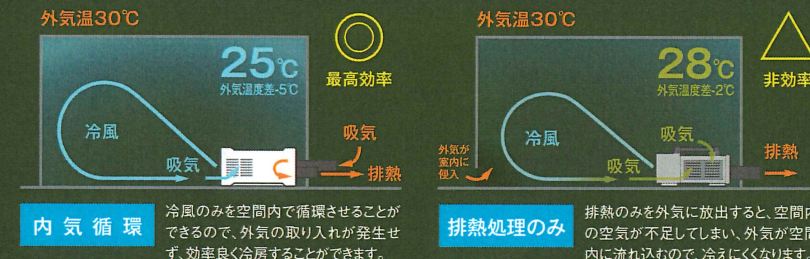 外気温30℃
25℃
外気温度差-5℃
最高効率
冷風
吸気
吸気
排熱
内気循環
冷風のみを空間内で循環させることが
できるので、外気の取り入れが発生せ
ず、効率良く冷房することができます。
外気温30℃
28℃
外気温度差-2℃
非効率
冷風
吸気
吸気
排熱
外気が
室内に
侵入
排熱処理のみ
排熱のみを外気に放出すると、空間内
の空気が不足してしまい、外気が空間
内に流れ込むので、冷えにくくなります。